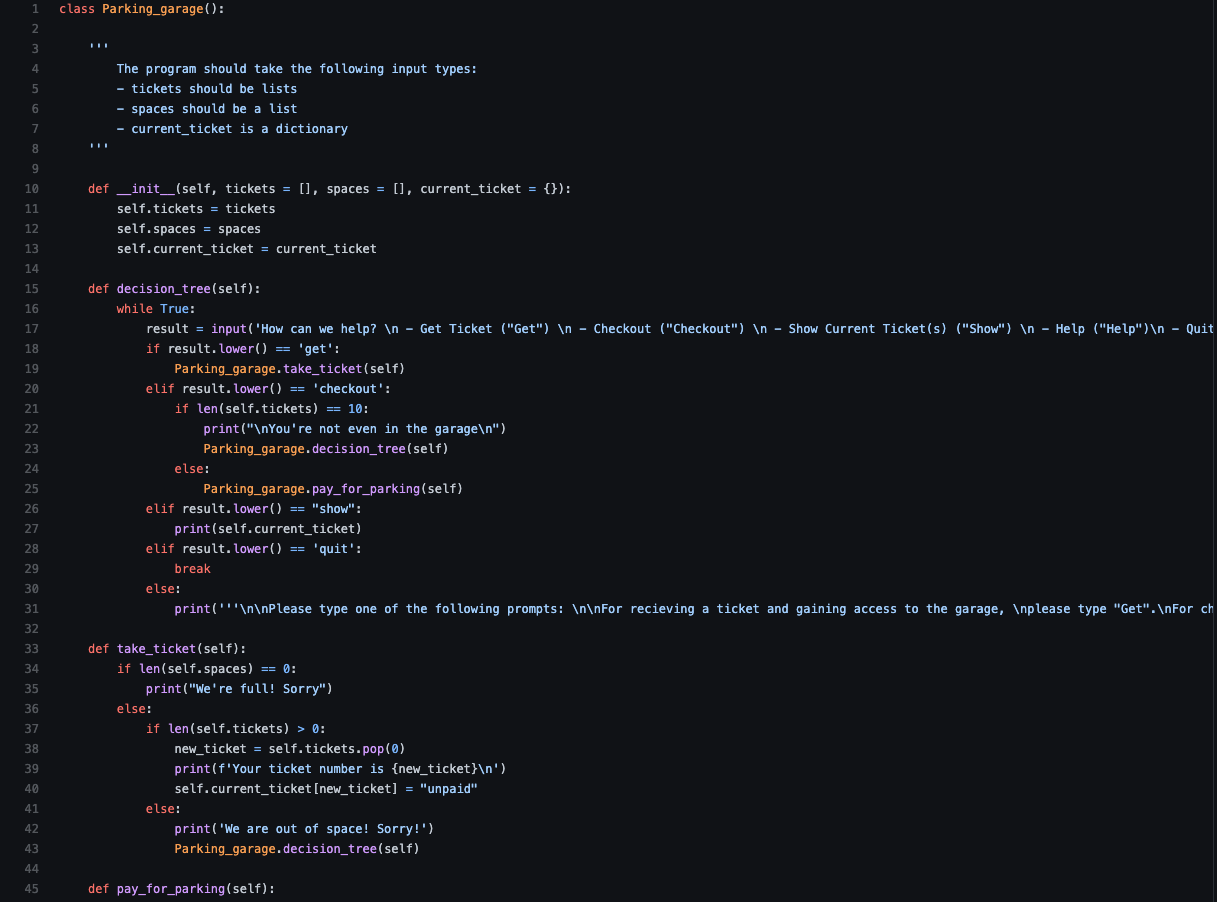 1 class Parking_garage():
2
3     '''
4         The program should take the following input types:
5         - tickets should be lists
6         - spaces should be a list
7         - current_ticket is a dictionary
8     '''
9
10     def __init__(self, tickets = [], spaces = [], current_ticket = {}):
11         self.tickets = tickets
12         self.spaces = spaces
13         self.current_ticket = current_ticket
14
15     def decision_tree(self):
16         while True:
17             result = input('How can we help? \n - Get Ticket ("Get") \n - Checkout ("Checkout") \n - Show Current Ticket(s) ("Show") \n - Help ("Help")\n - Quit
18             if result.lower() == 'get':
19                 Parking_garage.take_ticket(self)
20             elif result.lower() == 'checkout':
21                 if len(self.tickets) == 10:
22                     print("\nYou're not even in the garage\n")
23                     Parking_garage.decision_tree(self)
24                 else:
25                     Parking_garage.pay_for_parking(self)
26             elif result.lower() == "show":
27                 print(self.current_ticket)
28             elif result.lower() == 'quit':
29                 break
30             else:
31                 print('''\n\nPlease type one of the following prompts: \n\nFor recieving a ticket and gaining access to the garage, \nplease type "Get".\nFor ch
32
33     def take_ticket(self):
34         if len(self.spaces) == 0:
35             print("We're full! Sorry")
36         else:
37             if len(self.tickets) > 0:
38                 new_ticket = self.tickets.pop(0)
39                 print(f'Your ticket number is {new_ticket}\n')
40                 self.current_ticket[new_ticket] = "unpaid"
41             else:
42                 print('We are out of space! Sorry!')
43                 Parking_garage.decision_tree(self)
44
45     def pay_for_parking(self):